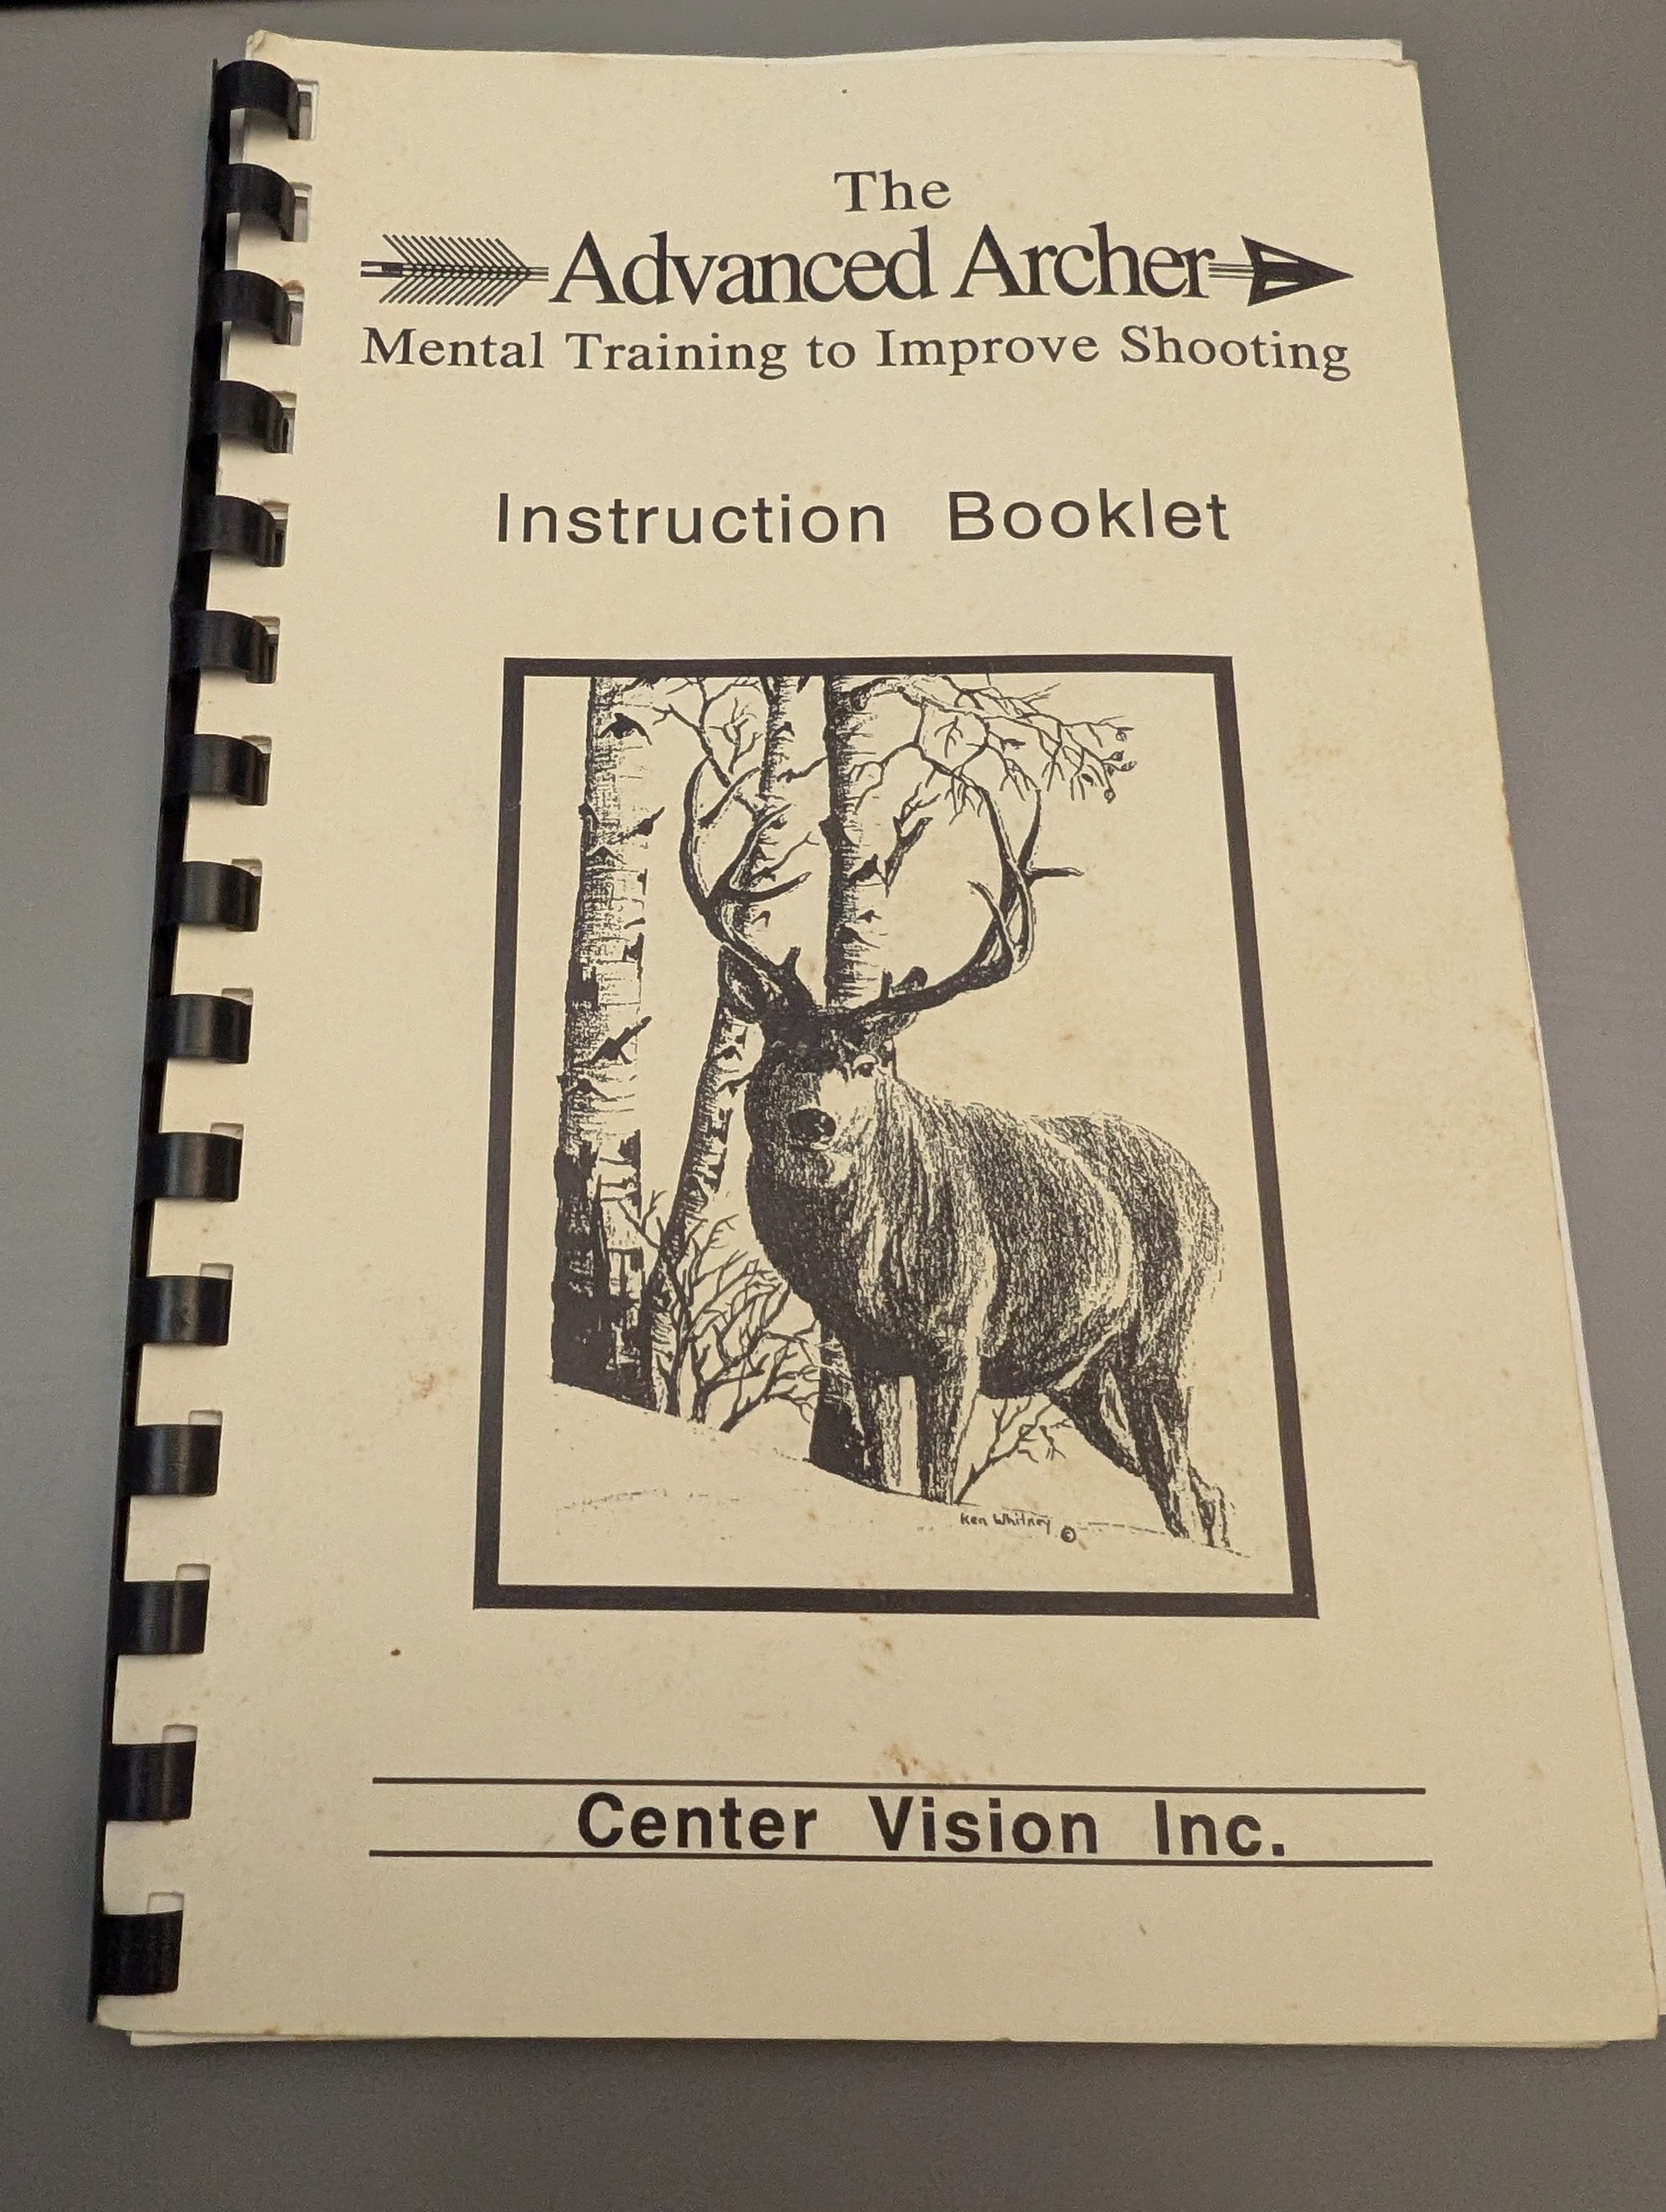 The
Advanced Archer
Mental Training to Improve Shooting
Instruction Booklet
Ken Whitney ©
Center Vision Inc.